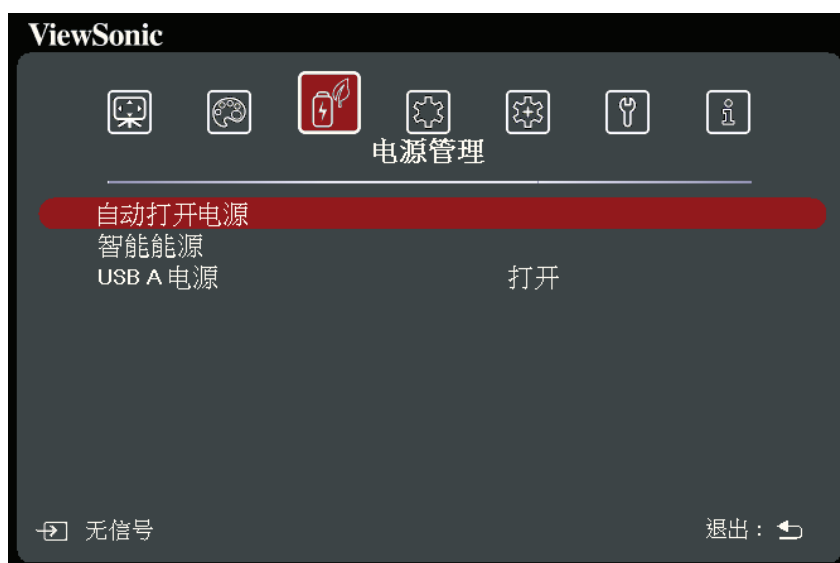 ViewSonic
电源管理
自动打开电源
智能能源
USB A 电源 打开
无信号 退出：